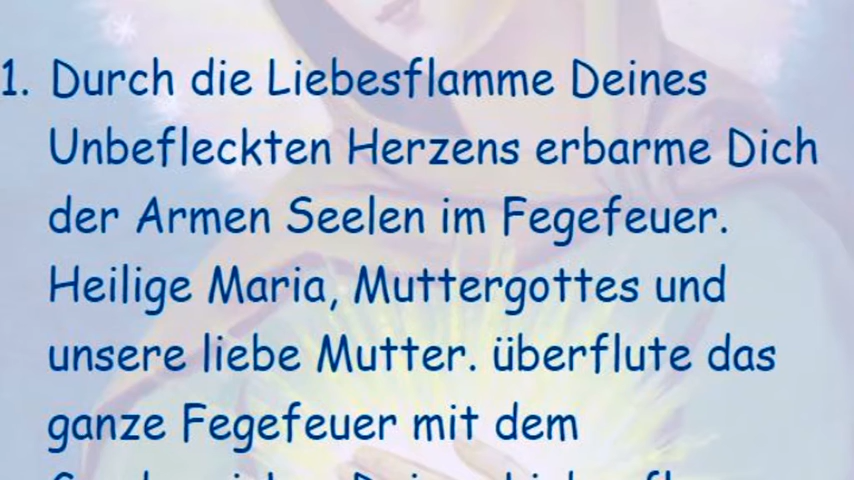 1. Durch die Liebesflamme Deines
Unbefleckten Herzens erbarme Dich
der Armen Seelen im Fegefeuer.
Heilige Maria, Muttergottes und
unsere liebe Mutter. überflute das
ganze Fegefeuer mit dem